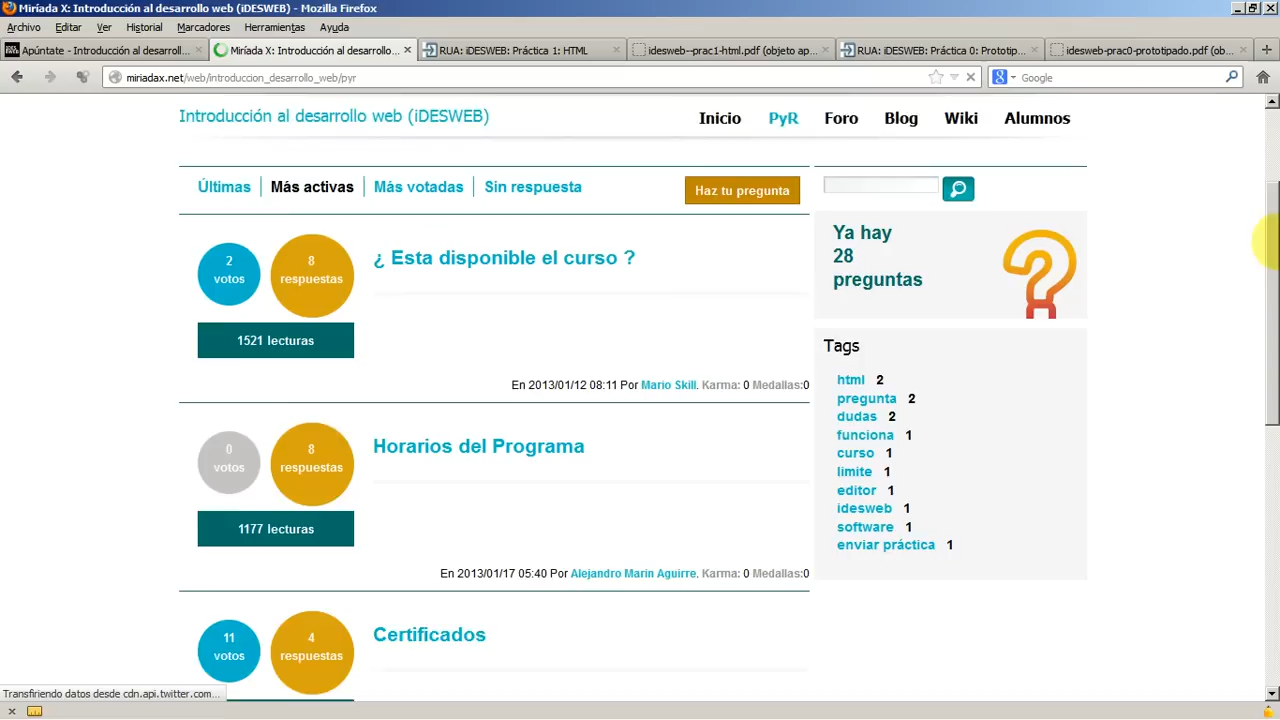 Miríada X: Introducción al desarrollo web (iDESWEB) - Mozilla Firefox
Archivo Editar Ver Historial Marcadores Herramientas Ayuda
Apúntate - Introducción al desarroll...
Miríada X: Introducción al desarrollo...
RUA: iDESWEB: Práctica 1: HTML
idesweb--prac1-html.pdf (objeto ap...
RUA: iDESWEB: Práctica 0: Prototip...
idesweb-prac0-prototipado.pdf (ob...
miriadax.net/web/introduccion_desarrollo_web/pyr
Google
Introducción al desarrollo web (iDESWEB)
Inicio PyR Foro Blog Wiki Alumnos
Últimas Más activas Más votadas Sin respuesta
Haz tu pregunta
2
votos
8
respuestas
¿ Esta disponible el curso ?
1521 lecturas
En 2013/01/12 08:11 Por Mario Skill. Karma: 0 Medallas:0
0
votos
8
respuestas
Horarios del Programa
1177 lecturas
En 2013/01/17 05:40 Por Alejandro Marin Aguirre. Karma: 0 Medallas:0
11
votos
4
respuestas
Certificados
Ya hay
28
preguntas
Tags
html 2
pregunta 2
dudas 2
funciona 1
curso 1
limite 1
editor 1
idesweb 1
software 1
enviar práctica 1
Transfiriendo datos desde cdn.api.twitter.com...